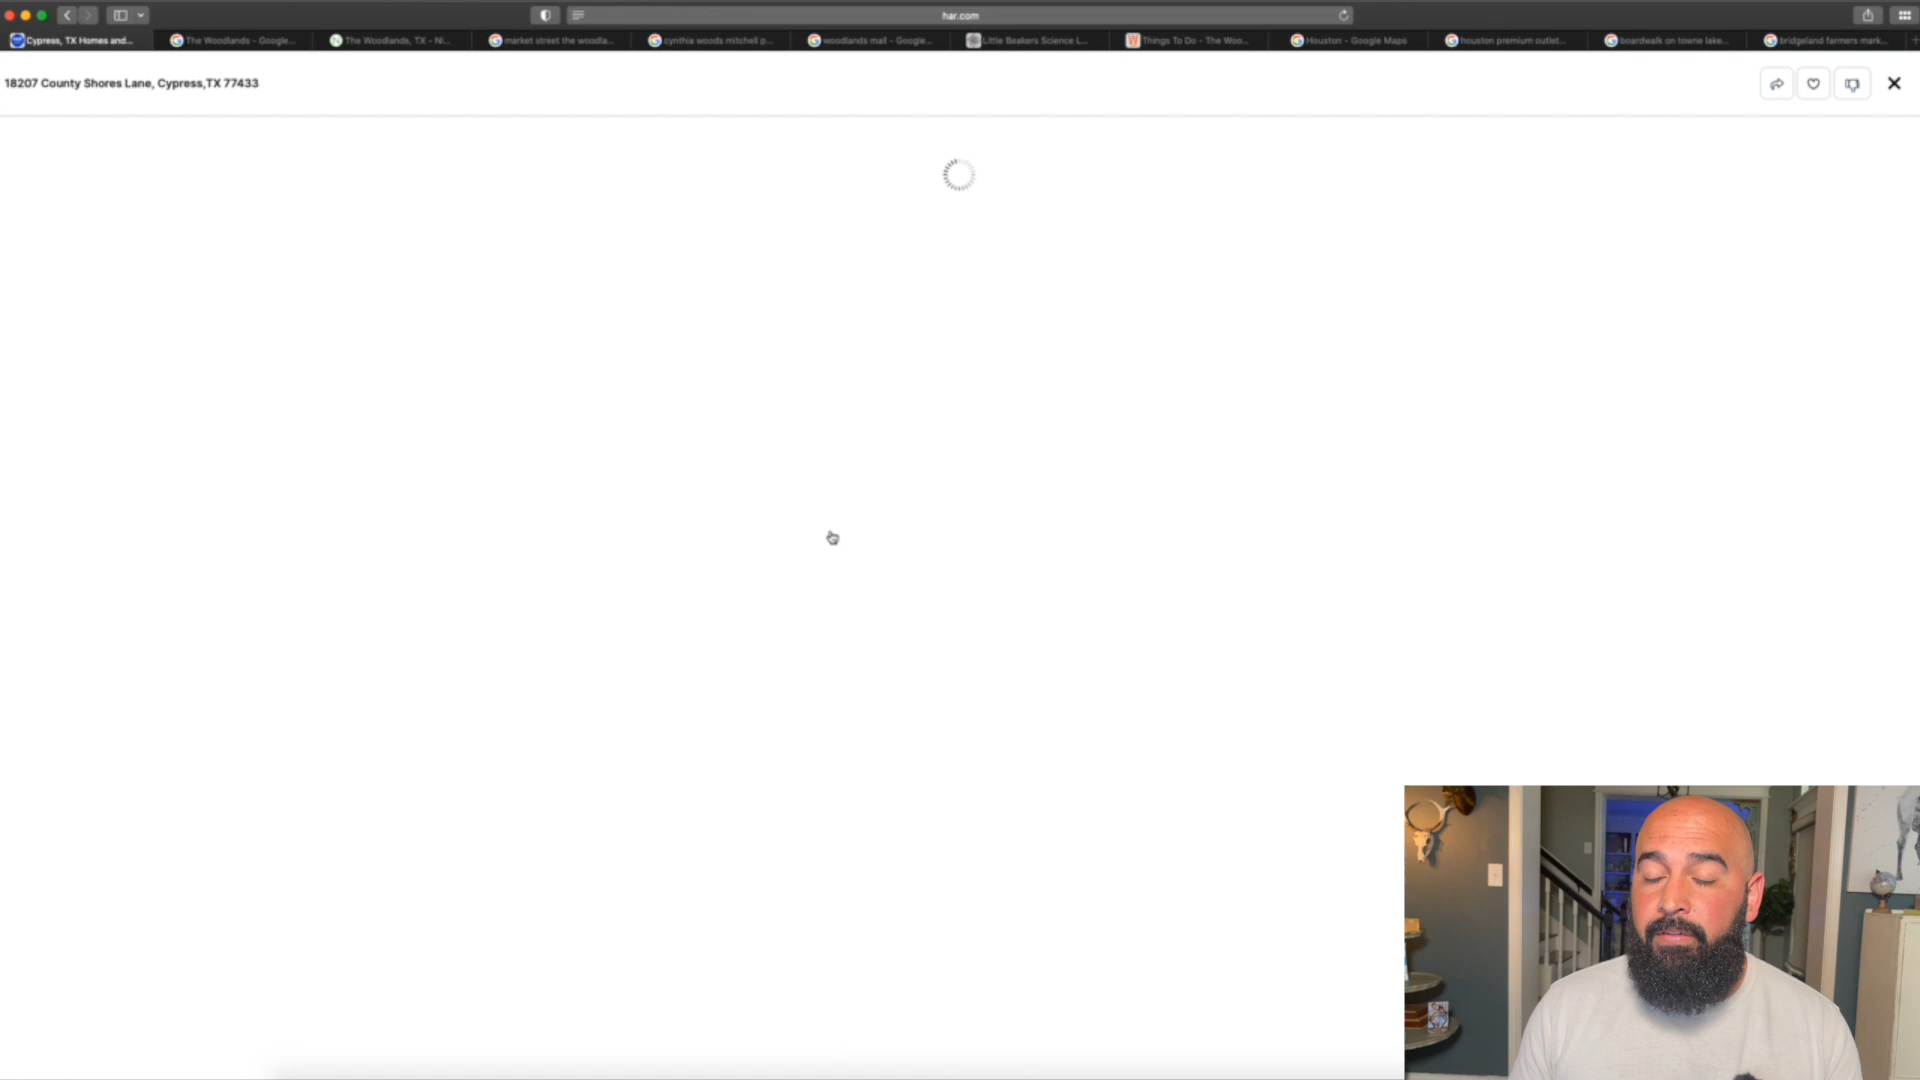 har.com
Cypress, TX Homes and...
The Woodlands - Google...
The Woodlands, TX - Ni...
market street the woodla...
cynthia woods mitchell p...
woodlands mall - Google...
Little Beakers Science L...
Things To Do - The Woo...
Houston - Google Maps
houston premium outlet...
boardwalk on towne lake...
bridgeland farmers mark...
18207 County Shores Lane, Cypress,TX 77433